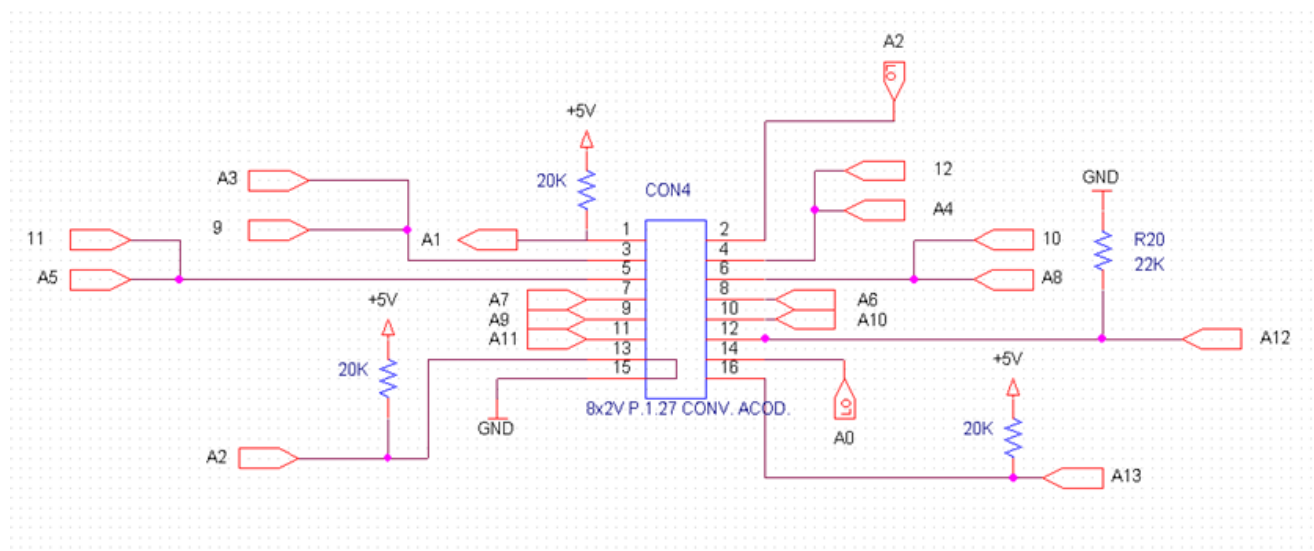 A2
+5V
A3
20K
CON4
12
GND
9
A4
11
A1
1
2
10
R20
3
4
22K
A5
5
6
A8
+5V
A7
7
8
A6
A9
9
10
A10
A11
11
12
A12
13
14
+5V
20K
15
16
8x2V P.1.27 CONV. ACOD.
GND
A0
20K
A2
A13